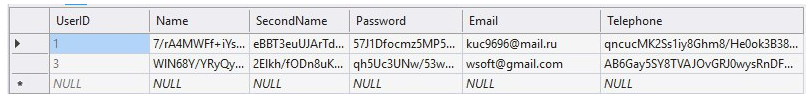 UserID Name SecondName Password Email Telephone
1 7/rA4MWFf+iYs... eBBT3euUJArTd... 57J1Dfocmz5MP5... kuc9696@mail.ru qncucMK2Ss1iy8Ghm8/He0ok3B38...
3 WIN68Y/YRyQy... 2EIkh/fODn8uK... qh5Uc3UNw/53w... wsoft@gmail.com AB6Gay5SY8TVAJOvGRJ0wysRnDF...
NULL NULL NULL NULL NULL NULL